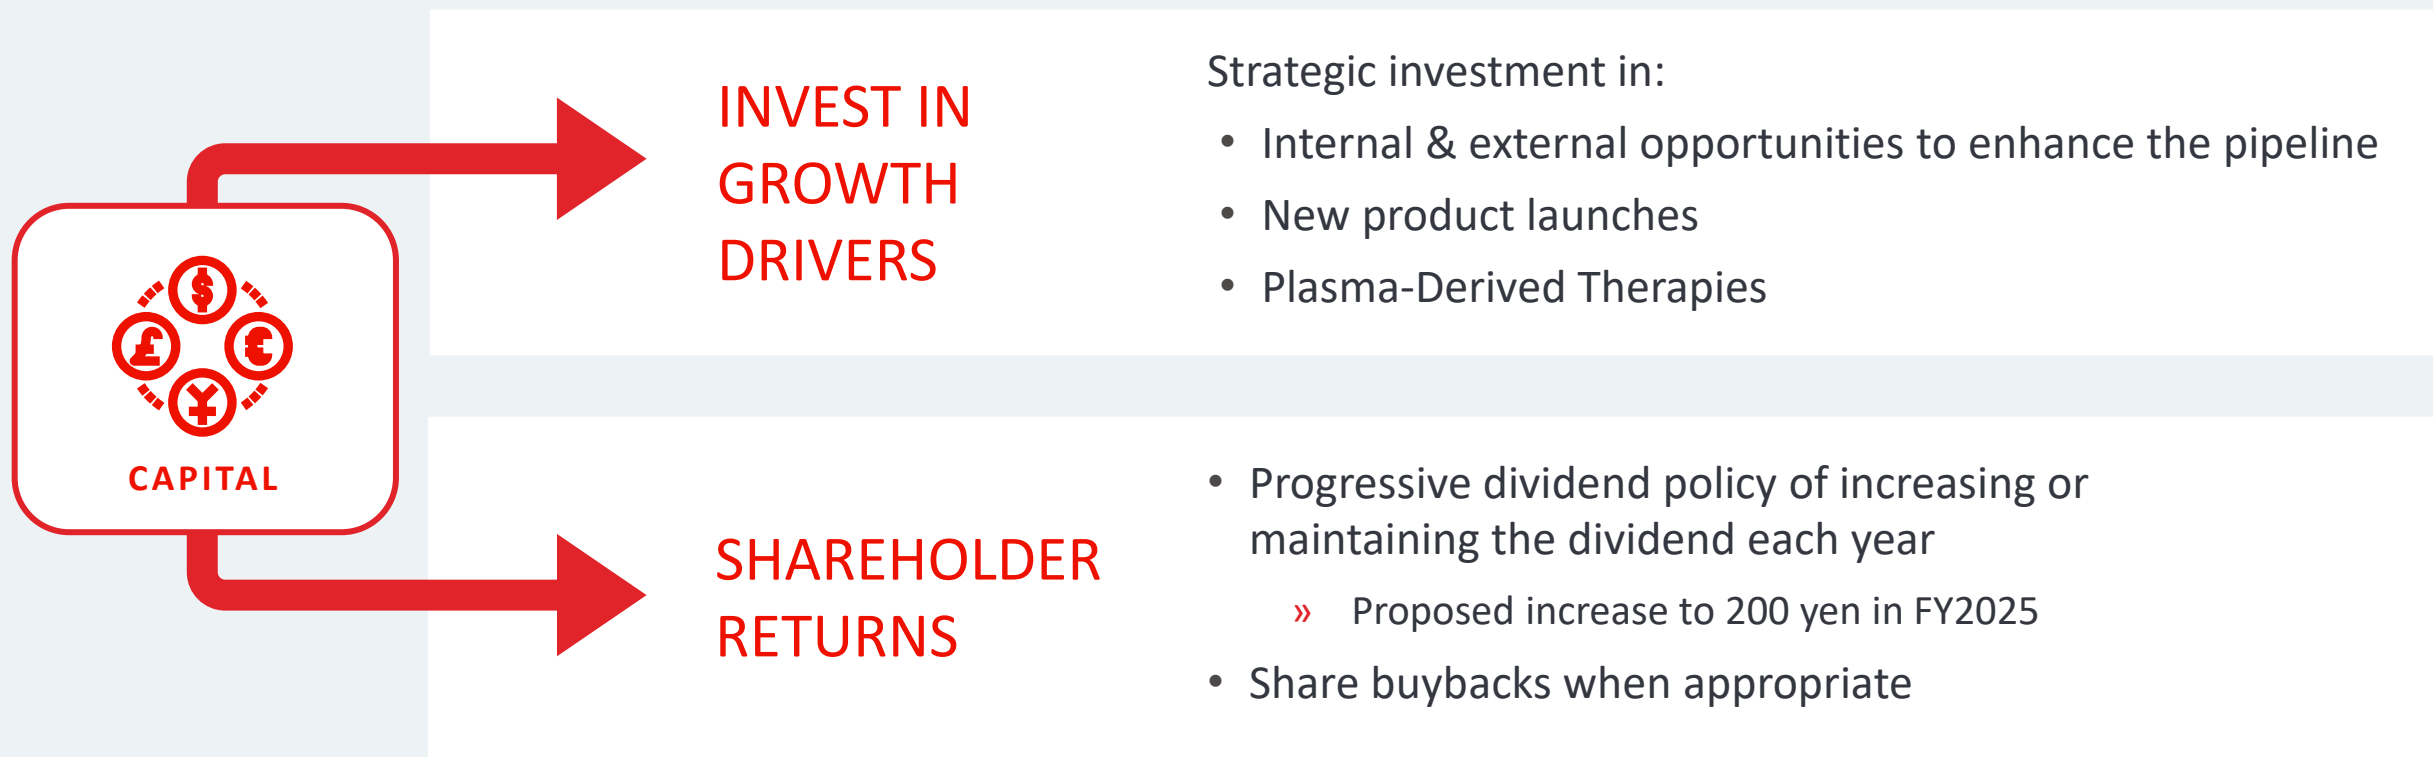 INVEST IN
GROWTH
DRIVERS
Strategic investment in:
• Internal & external opportunities to enhance the pipeline
• New product launches
• Plasma-Derived Therapies
$
£
€
¥
CAPITAL
SHAREHOLDER
RETURNS
• Progressive dividend policy of increasing or
maintaining the dividend each year
» Proposed increase to 200 yen in FY2025
• Share buybacks when appropriate